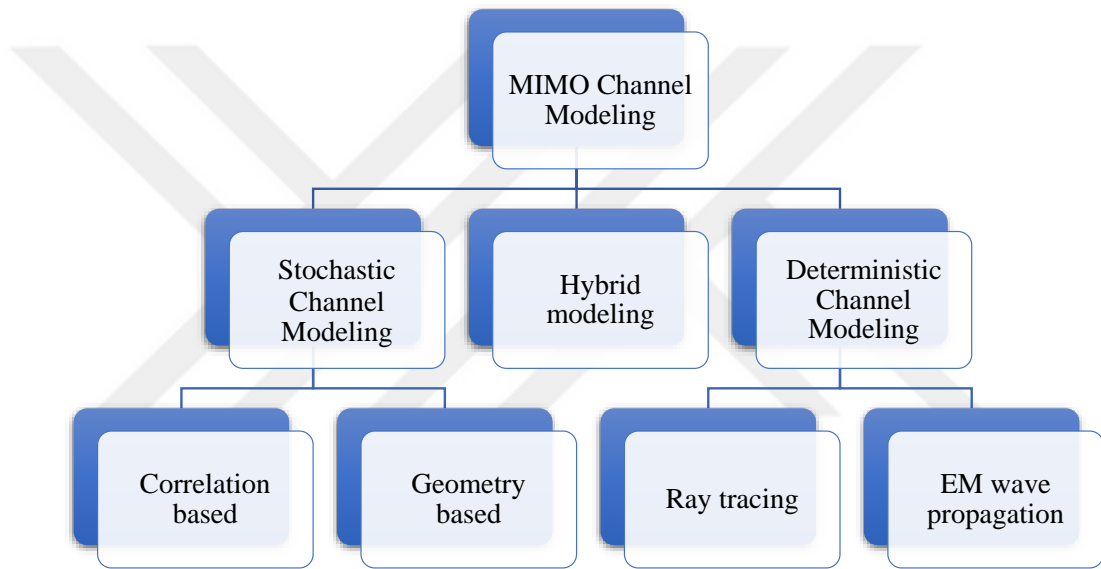 MIMO Channel
Modeling
Stochastic
Channel
Modeling
Hybrid
modeling
Deterministic
Channel
Modeling
Correlation
based
Geometry
based
Ray tracing
EM wave
propagation